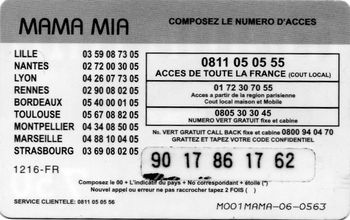 MAMA MIA
COMPOSEZ LE NUMERO D'ACCES
LILLE 03 59 08 73 05
NANTES 02 72 00 30 05
LYON 04 26 07 73 05
RENNES 02 90 08 02 05
BORDEAUX 05 40 00 01 05
TOULOUSE 05 67 08 82 05
MONTPELLIER 04 34 08 50 05
MARSEILLE 04 88 10 04 05
STRASBOURG 03 69 08 02 05
0811 05 05 55
ACCES DE TOUTE LA FRANCE (COUT LOCAL)
01 72 30 70 55
Acces a partir de la region parisienne
Cout local maison et Mobile
0805 30 30 45
NUMERO VERT GRATUIT fixe et cabine
No. VERT GRATUIT CALL BACK fixe et cabine 0800 94 04 70
GRATTEZ ET TAPEZ VOTRE CODE CONFIDENTIEL
90 17 86 17 62
1216-FR
Composez le 00 + L'indicatif du pays + No correspondant + étoile (*)
Nouvel appel ou erreur ne pas raccrocher tapez 2 FOIS ( )
SERVICE CLIENTELE: 0811 05 05 56
M001MAMA-06-0563